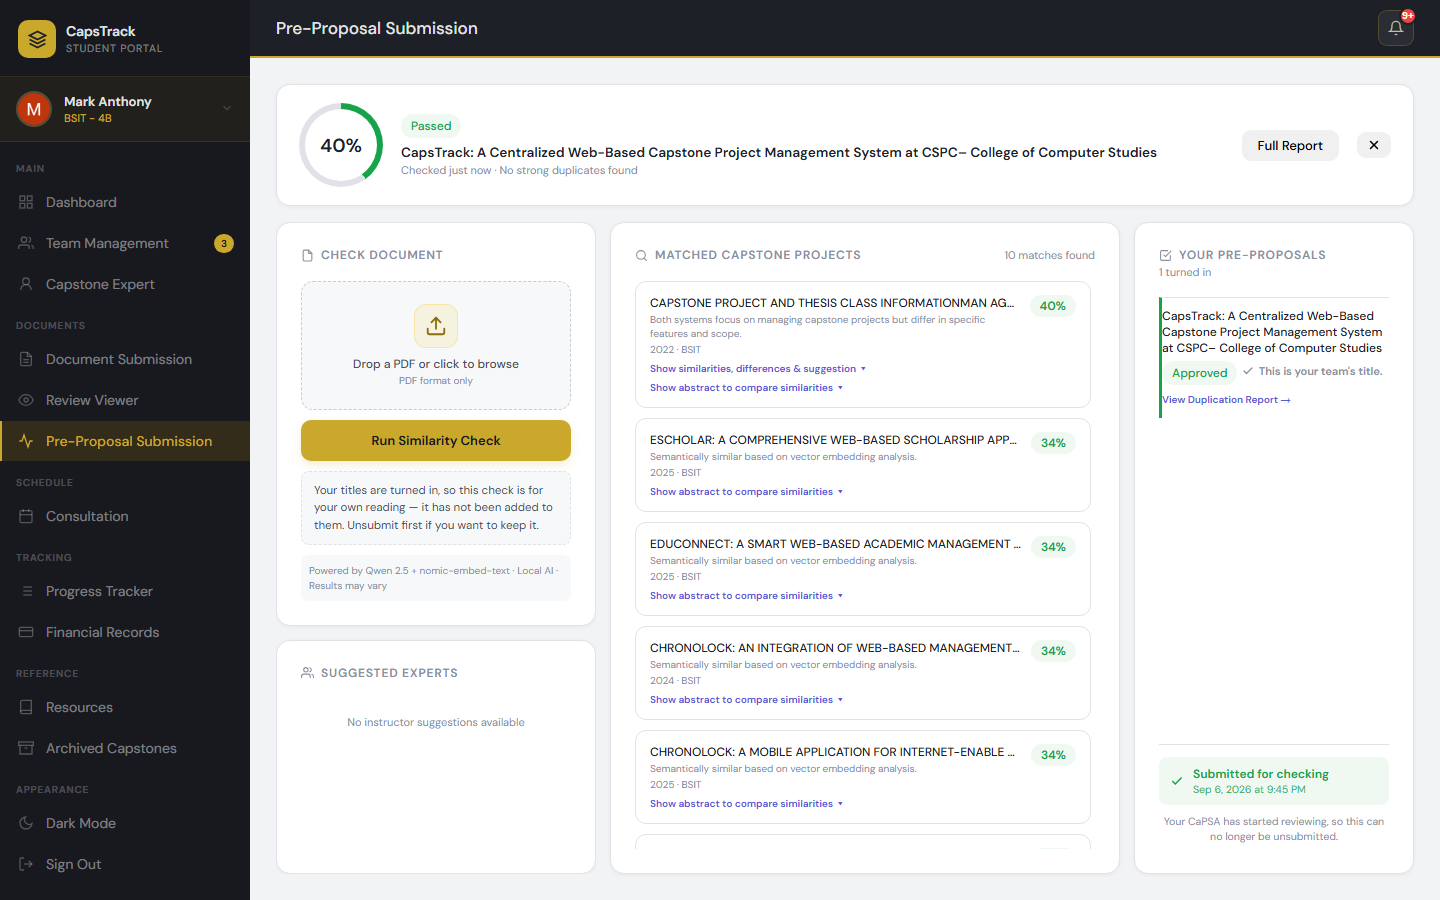 CapsTrack
STUDENT PORTAL
M
Mark Anthony
BSIT - 4B
MAIN
Dashboard
Team Management
3
Capstone Expert
DOCUMENTS
Document Submission
Review Viewer
Pre-Proposal Submission
SCHEDULE
Consultation
TRACKING
Progress Tracker
Financial Records
REFERENCE
Resources
Archived Capstones
APPEARANCE
Dark Mode
Sign Out
Pre-Proposal Submission
9+
40%
Passed
CapsTrack: A Centralized Web-Based Capstone Project Management System at CSPC– College of Computer Studies
Checked just now · No strong duplicates found
Full Report
✕
CHECK DOCUMENT
Drop a PDF or click to browse
PDF format only
Run Similarity Check
Your titles are turned in, so this check is for
your own reading — it has not been added to
them. Unsubmit first if you want to keep it.
Powered by Qwen 2.5 + nomic-embed-text · Local AI ·
Results may vary
SUGGESTED EXPERTS
No instructor suggestions available
MATCHED CAPSTONE PROJECTS
10 matches found
CAPSTONE PROJECT AND THESIS CLASS INFORMATIONMAN AG...
40%
Both systems focus on managing capstone projects but differ in specific
features and scope.
2022 · BSIT
Show similarities, differences & suggestion ▾
Show abstract to compare similarities ▾
ESCHOLAR: A COMPREHENSIVE WEB-BASED SCHOLARSHIP APP...
34%
Semantically similar based on vector embedding analysis.
2025 · BSIT
Show abstract to compare similarities ▾
EDUCONNECT: A SMART WEB-BASED ACADEMIC MANAGEMENT ...
34%
Semantically similar based on vector embedding analysis.
2025 · BSIT
Show abstract to compare similarities ▾
CHRONOLOCK: AN INTEGRATION OF WEB-BASED MANAGEMENT...
34%
Semantically similar based on vector embedding analysis.
2024 · BSIT
Show abstract to compare similarities ▾
CHRONOLOCK: A MOBILE APPLICATION FOR INTERNET-ENABLE ...
34%
Semantically similar based on vector embedding analysis.
2025 · BSIT
Show abstract to compare similarities ▾
YOUR PRE-PROPOSALS
1 turned in
CapsTrack: A Centralized Web-Based
Capstone Project Management System
at CSPC– College of Computer Studies
Approved
✓ This is your team's title.
View Duplication Report →
Submitted for checking
Sep 6, 2026 at 9:45 PM
Your CaPSA has started reviewing, so this can
no longer be unsubmitted.